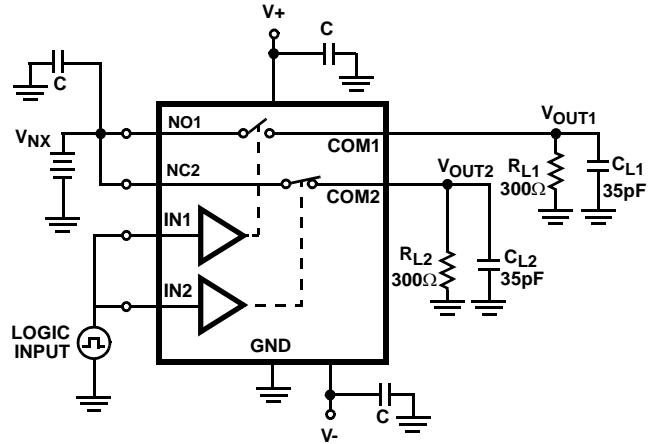 V+
C
C
VNX
NO1
COM1
VOUT1
RL1
300Ω
CL1
35pF
NC2
COM2
VOUT2
RL2
300Ω
CL2
35pF
IN1
IN2
LOGIC
INPUT
GND
C
V-